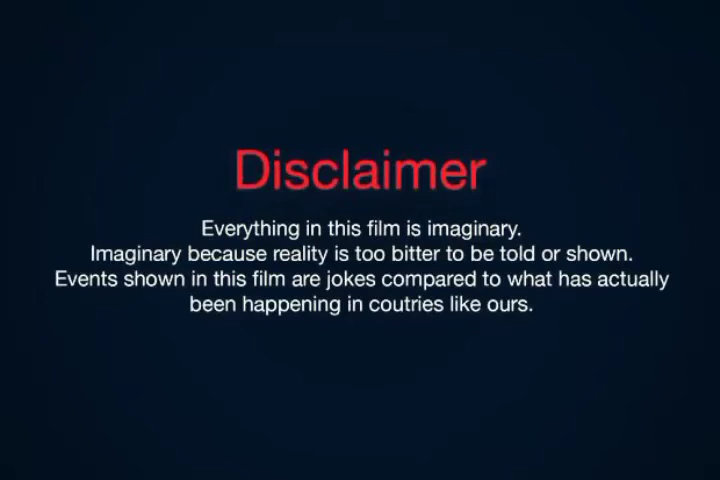 Disclaimer
Everything in this film is imaginary.
Imaginary because reality is too bitter to be told or shown.
Events shown in this film are jokes compared to what has actually
been happening in coutries like ours.